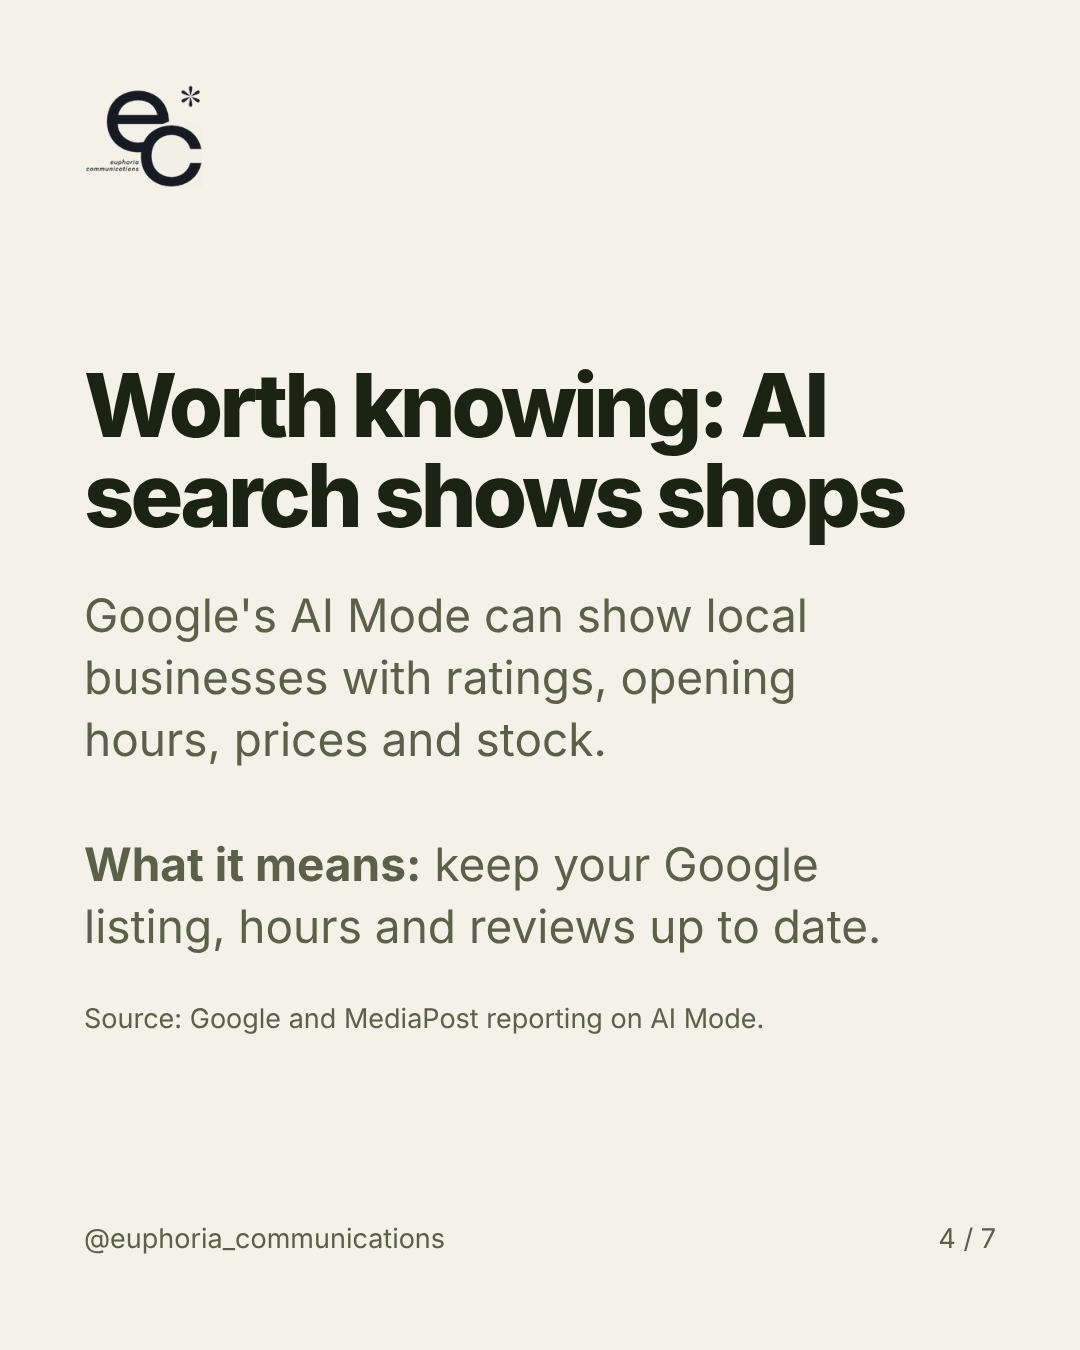 ec*
euphoria
communications
Worth knowing: AI
search shows shops
Google's AI Mode can show local
businesses with ratings, opening
hours, prices and stock.
What it means: keep your Google
listing, hours and reviews up to date.
Source: Google and MediaPost reporting on AI Mode.
@euphoria_communications
4 / 7